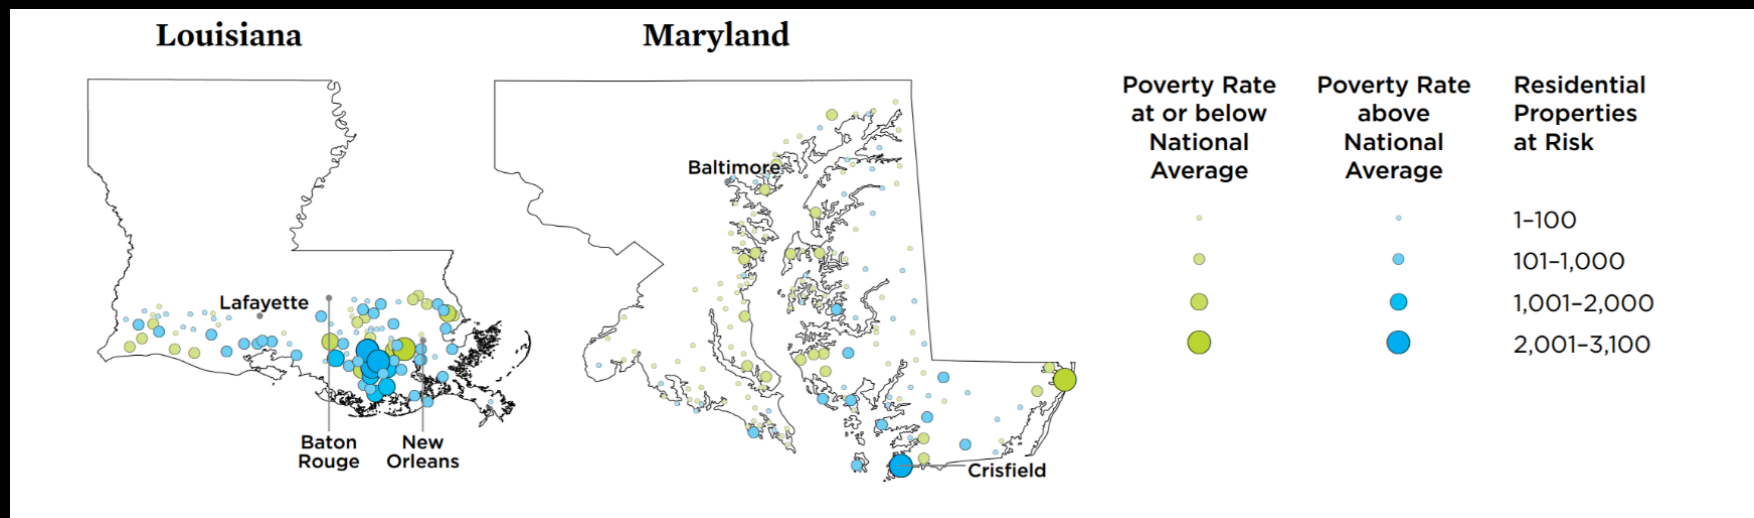 Louisiana
Lafayette
Baton
Rouge
New
Orleans
Maryland
Baltimore
Crisfield
Poverty Rate
at or below
National
Average
Poverty Rate
above
National
Average
Residential
Properties
at Risk
1–100
101–1,000
1,001–2,000
2,001–3,100